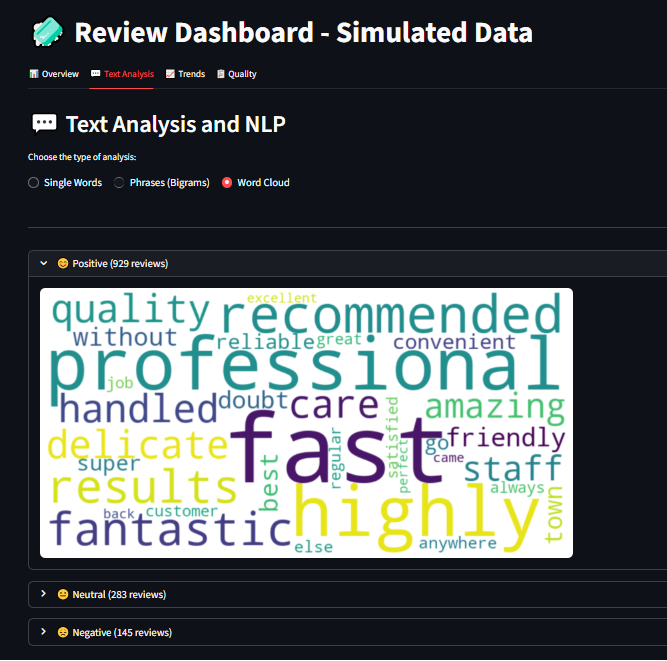 Review Dashboard - Simulated Data
Overview Text Analysis Trends Quality
Text Analysis and NLP
Choose the type of analysis:
Single Words Phrases (Bigrams) Word Cloud
Positive (929 reviews)
excellent
quality recommended
without reliable great convenient
professional
job
handled doubt care satisfied amazing
delicate fast regular perfect go friendly
came
super best staff
results highly always town
back customer
fantastic else anywhere
Neutral (283 reviews)
Negative (145 reviews)